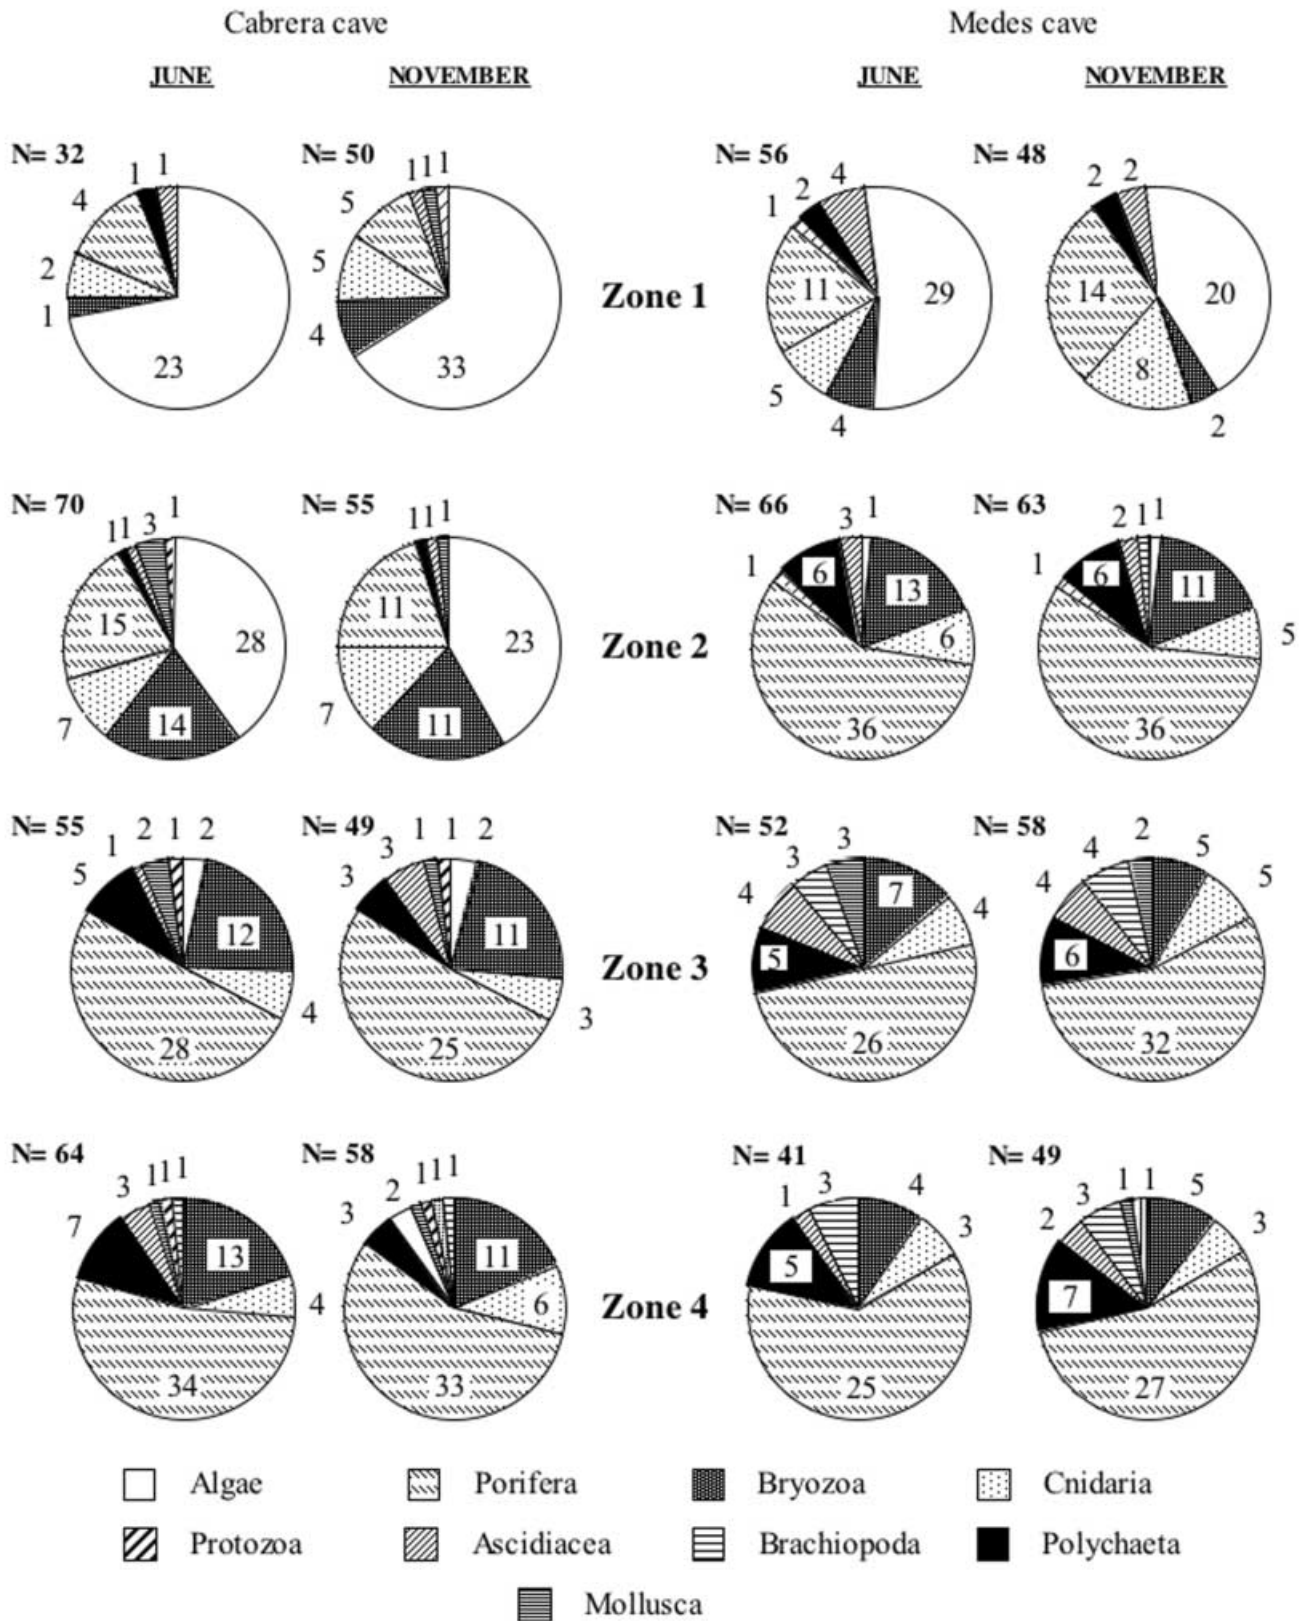 Cabrera cave Medes cave
JUNE NOVEMBER JUNE NOVEMBER
N= 32 N= 50 N= 56 N= 48
1 1 4 2 1 23
1 1 1 5 5 4 33
Zone 1
4 2 1 11 5 4 29
2 2 14 8 2 20
N= 70 N= 55 N= 66 N= 63
1 1 3 1 15 7 14 28
1 1 1 11 7 11 23
Zone 2
3 1 1 6 13 6 36
2 1 1 1 6 11 5 36
N= 55 N= 49 N= 52 N= 58
1 2 1 2 5 12 4 28
3 1 1 2 3 11 3 25
Zone 3
3 3 4 5 7 4 26
4 2 5 4 6 5 32
N= 64 N= 58 N= 41 N= 49
3 1 1 1 7 13 4 34
2 1 1 1 3 11 6 33
Zone 4
1 3 4 5 3 25
3 1 1 5 2 7 3 27
Algae Porifera Bryozoa Cnidaria
Protozoa Ascidiacea Brachiopoda Polychaeta
Mollusca